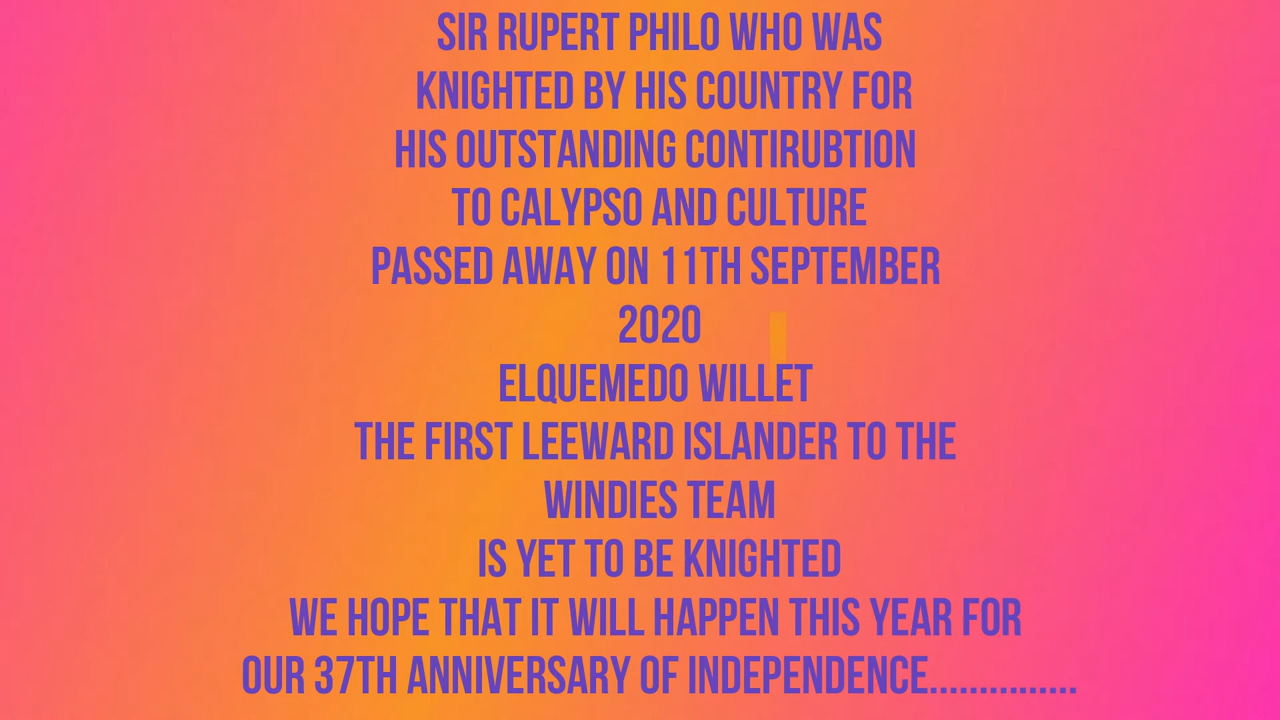 SIR RUPERT PHILO WHO WAS
KNIGHTED BY HIS COUNTRY FOR
HIS OUTSTANDING CONTIRUBTION
TO CALYPSO AND CULTURE
PASSED AWAY ON 11TH SEPTEMBER
2020
ELQUEMEDO WILLET
THE FIRST LEEWARD ISLANDER TO THE
WINDIES TEAM
IS YET TO BE KNIGHTED
WE HOPE THAT IT WILL HAPPEN THIS YEAR FOR
OUR 37TH ANNIVERSARY OF INDEPENDENCE...............